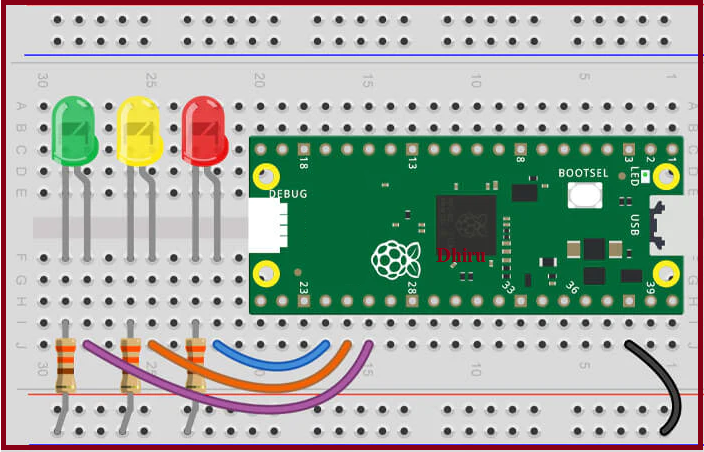 30 25 20 15 10 5 1
A A
B B
C C
D D
E E
18 13 8 3 2 1
BOOTSEL LED
DEBUG
USB
Dhiru
F F
G G
H H
I I
J J
23 28 33 36 39
30 25 15 10 5 1